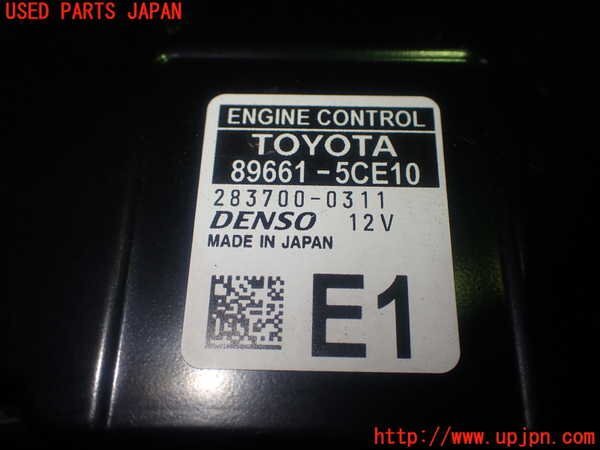 USED PARTS JAPAN
ENGINE CONTROL
TOYOTA
89661-5CE10
283700-0311
DENSO 12V
MADE IN JAPAN
E1
http://www.upjpn.com/